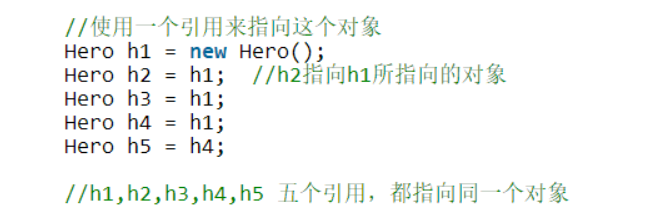 //使用一个引用来指向这个对象
Hero h1 = new Hero();
Hero h2 = h1;  //h2指向h1所指向的对象
Hero h3 = h1;
Hero h4 = h1;
Hero h5 = h4;
//h1,h2,h3,h4,h5 五个引用，都指向同一个对象